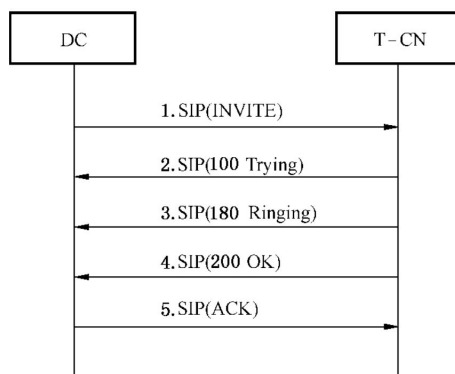 DC
T-CN
1.SIP(INVITE)
2.SIP(100 Trying)
3.SIP(180 Ringing)
4.SIP(200 OK)
5.SIP(ACK)